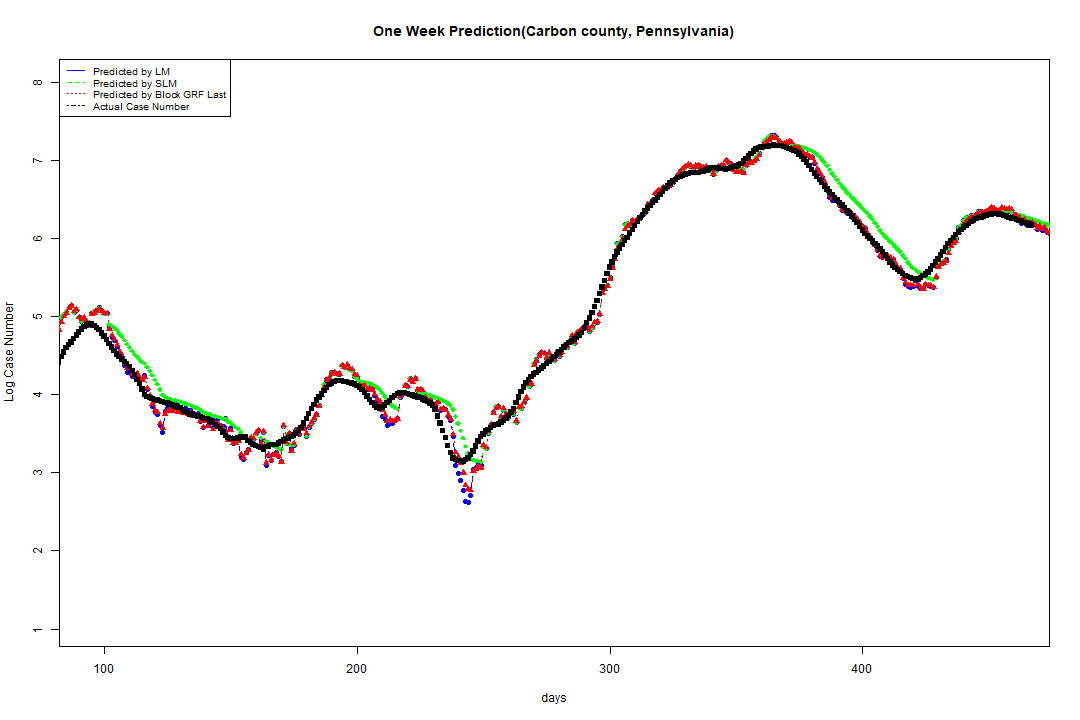 One Week Prediction(Carbon county, Pennsylvania)
Predicted by LM
Predicted by SLM
Predicted by Block GRF Last
Actual Case Number
8
7
6
5
4
3
2
1
Log Case Number
100 200 300 400
days